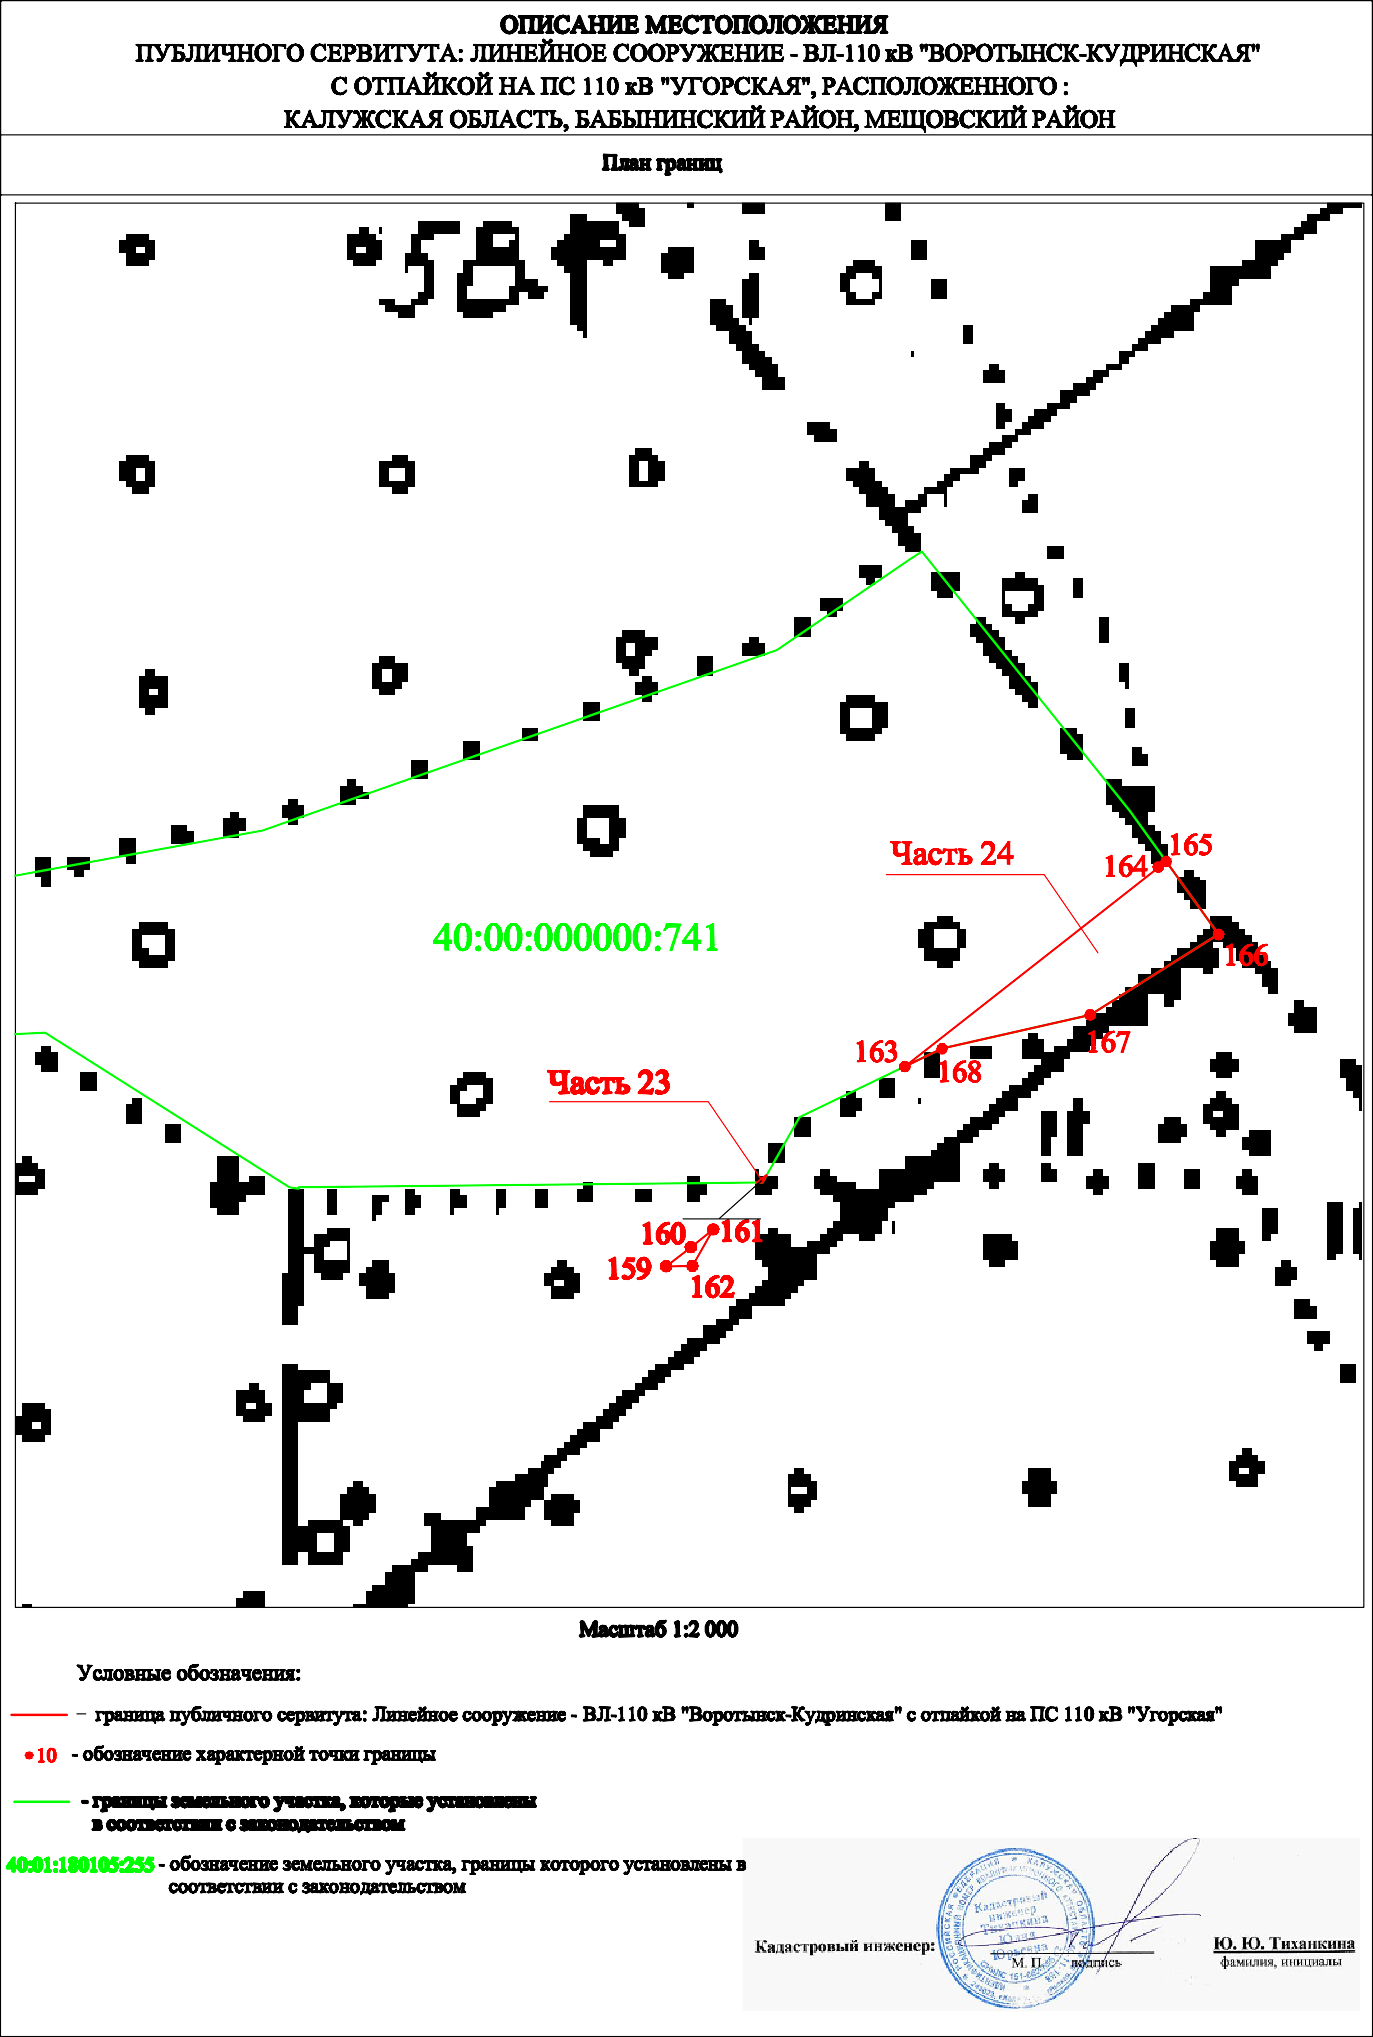 ОПИСАНИЕ МЕСТОПОЛОЖЕНИЯ
ПУБЛИЧНОГО СЕРВИТУТА: ЛИНЕЙНОЕ СООРУЖЕНИЕ - ВЛ-110 кВ "ВОРОТЫНСК-КУДРИНСКАЯ"
С ОТПАЙКОЙ НА ПС 110 кВ "УГОРСКАЯ", РАСПОЛОЖЕННОГО :
КАЛУЖСКАЯ ОБЛАСТЬ, БАБЫНИНСКИЙ РАЙОН, МЕЩОВСКИЙ РАЙОН
План границ
Часть 24
165
164
40:00:000000:741
166
167
163
168
Часть 23
160
161
159
162
Масштаб 1:2 000
Условные обозначения:
– граница публичного сервитута: Линейное сооружение - ВЛ-110 кВ "Воротынск-Кудринская" с отпайкой на ПС 110 кВ "Угорская"
10 - обозначение характерной точки границы
- границы земельного участка, которые установлены
в соответствии с законодательством
40:01:180105:255 - обозначение земельного участка, границы которого установлены в
соответствии с законодательством
Кадастровый инженер:
Кадастровый
инженер
Тиханкина
Юлия
Юрьевна
М. П. подпись
Ю. Ю. Тиханкина
фамилия, инициалы